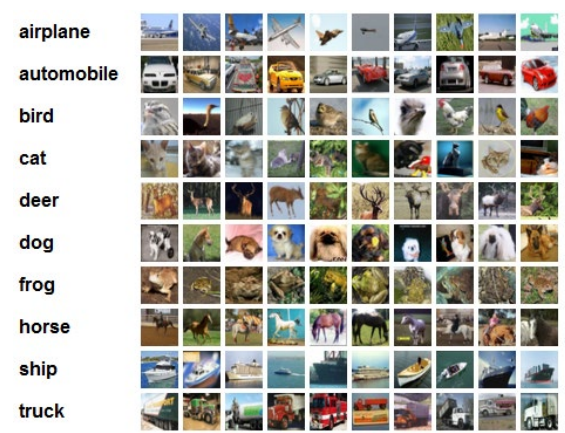 airplane
automobile
bird
cat
deer
dog
frog
horse
ship
truck